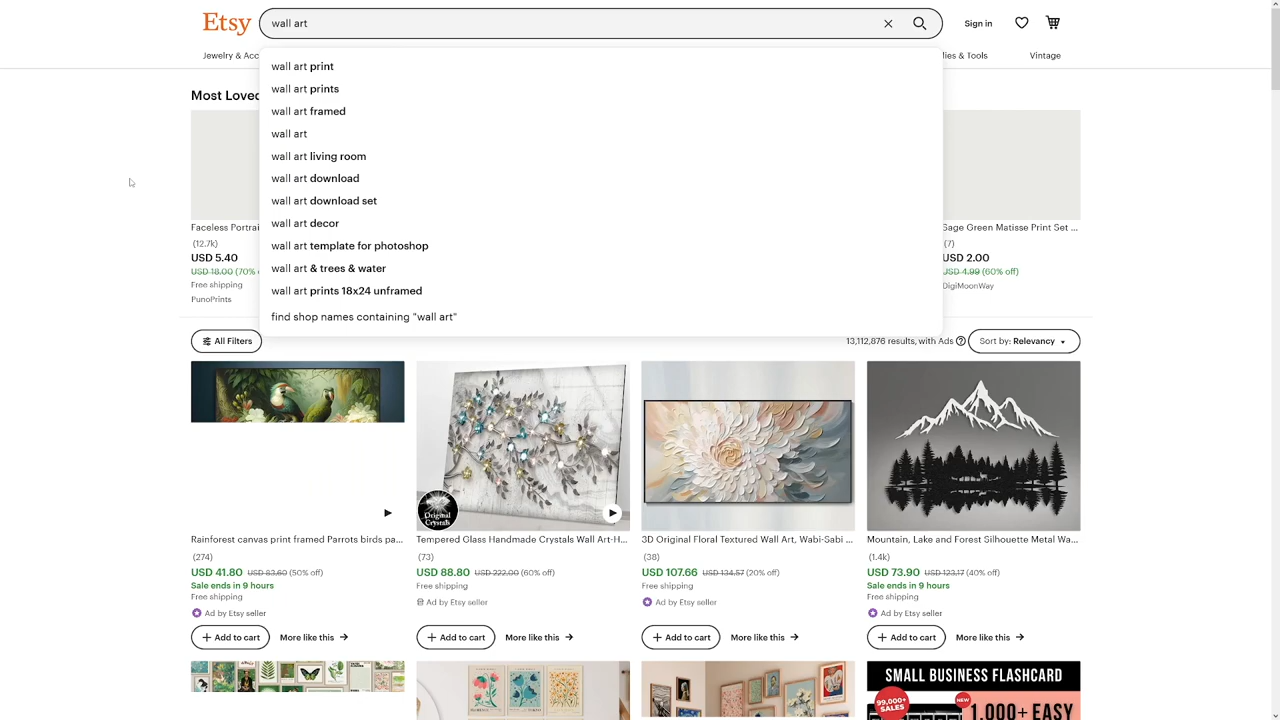 Etsy
wall art
Sign in
Jewelry & Acc
lies & Tools
Vintage
wall art print
wall art prints
wall art framed
wall art
wall art living room
wall art download
wall art download set
wall art decor
wall art template for photoshop
wall art & trees & water
wall art prints 18x24 unframed
find shop names containing "wall art"
Most Loved
Faceless Portrai
(12.7k)
USD 5.40
USD 18.00 (70%
Free shipping
PunoPrints
Sage Green Matisse Print Set ...
(7)
USD 2.00
USD 4.99 (60% off)
DigiMoonWay
All Filters
13,112,876 results, with Ads
Sort by: Relevancy
Original
Crystals
Rainforest canvas print framed Parrots birds pa...
(274)
USD 41.80 USD 83.60 (50% off)
Sale ends in 9 hours
Free shipping
Ad by Etsy seller
+ Add to cart
More like this
Tempered Glass Handmade Crystals Wall Art-H...
(73)
USD 88.80 USD 222.00 (60% off)
Free shipping
Ad by Etsy seller
+ Add to cart
More like this
3D Original Floral Textured Wall Art, Wabi-Sabi ...
(38)
USD 107.66 USD 134.57 (20% off)
Free shipping
Ad by Etsy seller
+ Add to cart
More like this
Mountain, Lake and Forest Silhouette Metal Wa...
(1.4k)
USD 73.90 USD 123.17 (40% off)
Sale ends in 9 hours
Free shipping
Ad by Etsy seller
+ Add to cart
More like this
SMALL BUSINESS FLASHCARD
99,000+
SALES
NEW
1,000+ EASY